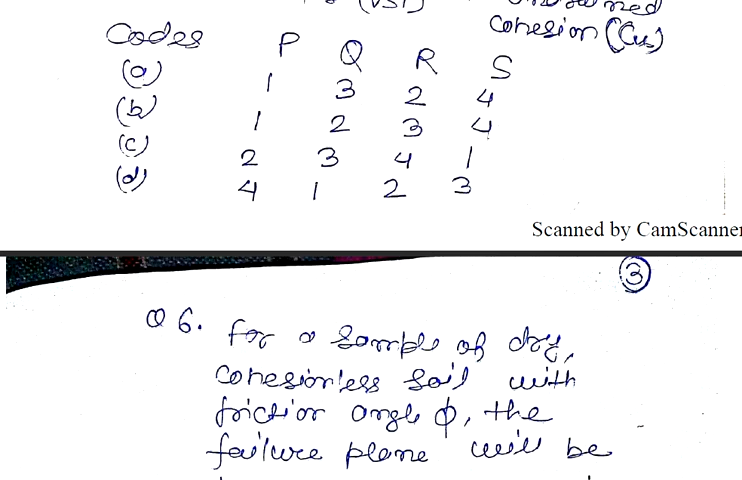 (VST)
Cohesion (Cu)
Codes P Q R S
(a) 1 3 2 4
(b) 1 2 3 4
(c) 2 3 4 1
(d) 4 1 2 3
Scanned by CamScanner
3
Q 6. for a sample of dry,
cohesionless soil with
friction angle ϕ, the
failure plane will be